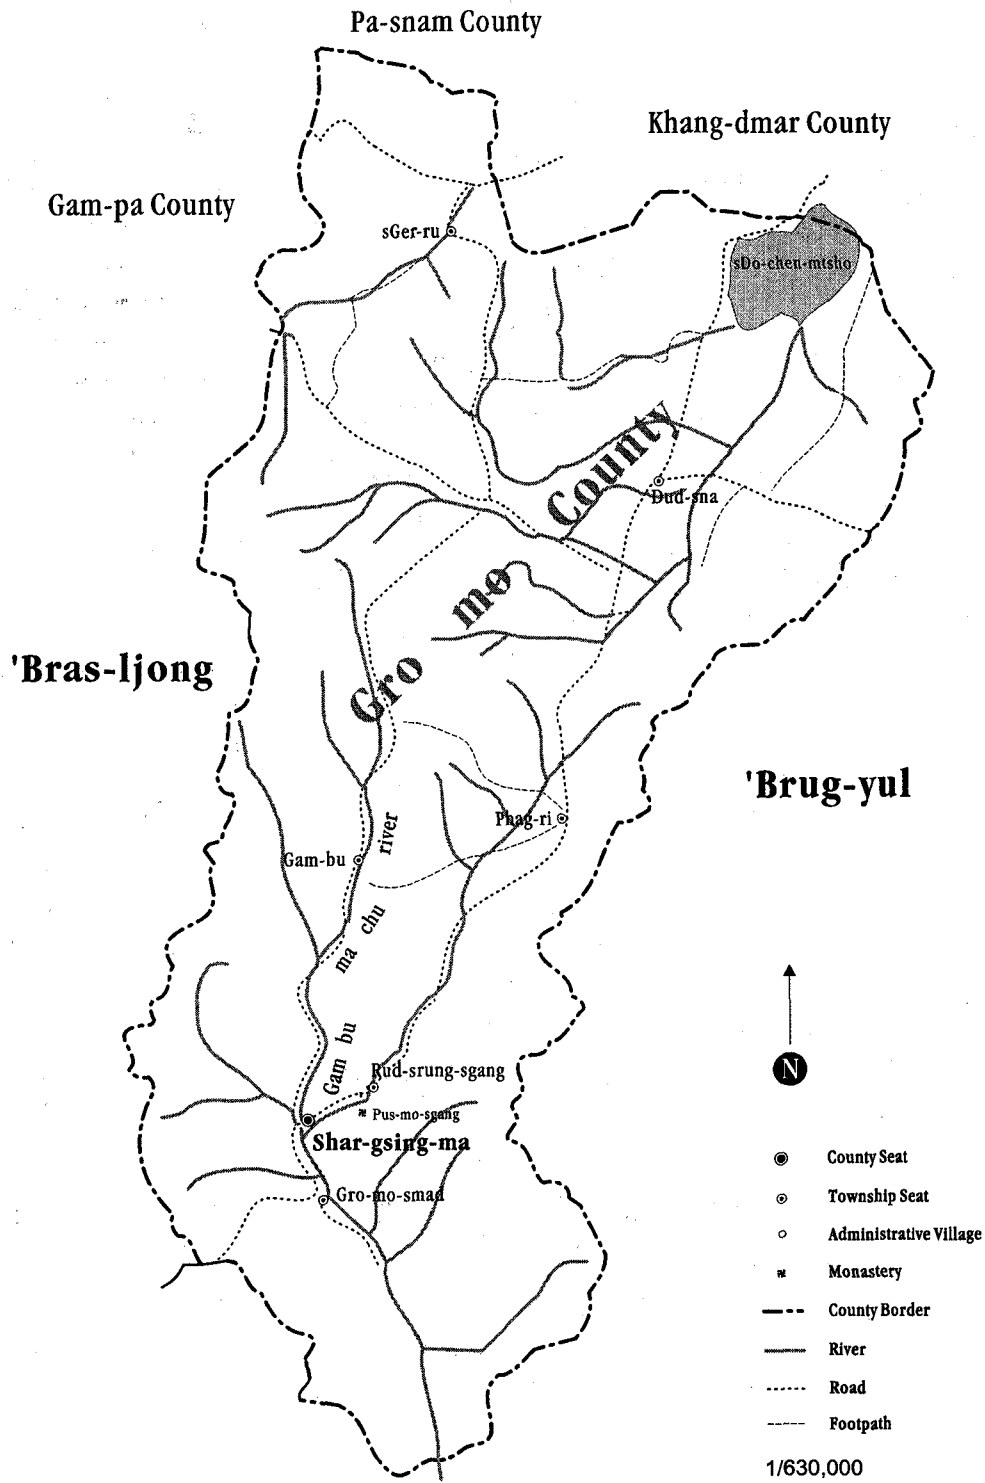 Pa-snam County
Khang-dmar County
Gam-pa County
sGer-ru
sDo-chen-mtsho
County
'Dud-sna
mo
Gro
'Bras-ljong
'Brug-yul
Phag-ri
river
Gam-bu
chu
ma
bu
Gam
Rud-srung-sgang
Pus-mo-sgang
Shar-gsing-ma
Gro-mo-smad
N
County Seat
Township Seat
Administrative Village
Monastery
County Border
River
Road
Footpath
1/630,000